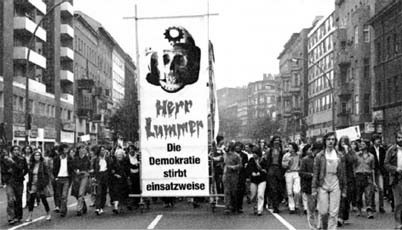 Herr
Lummer
Die
Demokratie
stirbt
einsatzweise